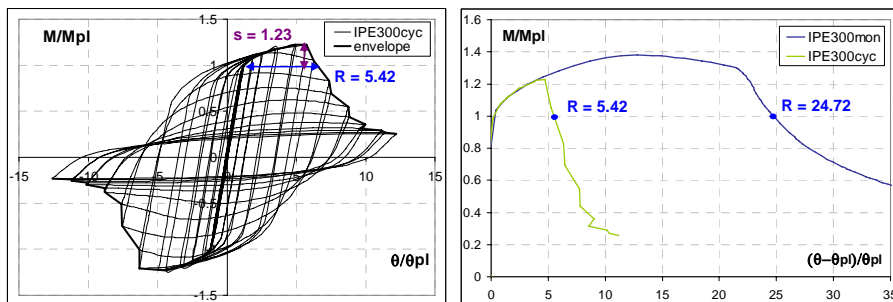 M/Mpl
1.5
s = 1.23
IPE300cyc
envelope
1
R = 5.42
0.5
0
-15
-10
-5
0
5
10
15
-0.5
-1
θ/θpl
-1.5
1.6
M/Mpl
IPE300mon
IPE300cyc
1.4
1.2
1
R = 5.42
R = 24.72
0.8
0.6
0.4
0.2
(θ-θpl)/θpl
0
0 5 10 15 20 25 30 35